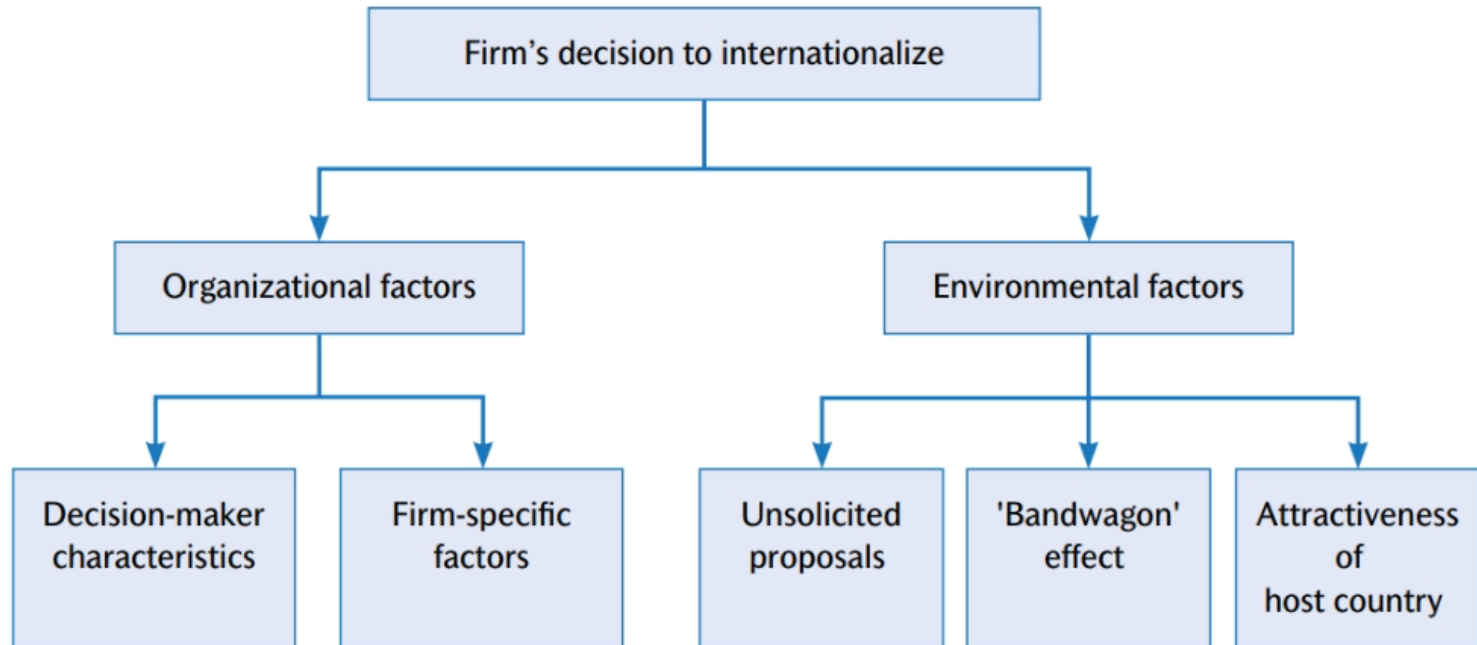 Firm’s decision to internationalize
Organizational factors
Environmental factors
Decision-maker
characteristics
Firm-specific
factors
Unsolicited
proposals
'Bandwagon'
effect
Attractiveness
of
host country